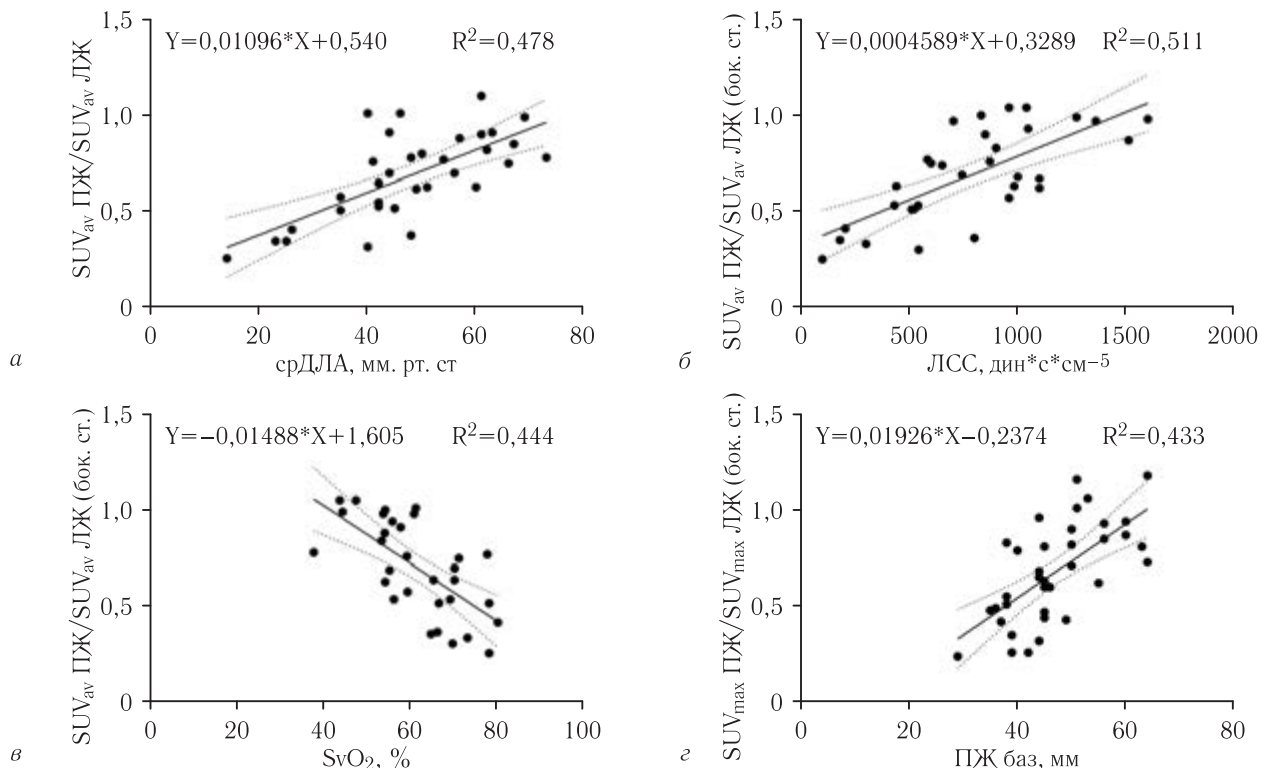 SUVav ПЖ/SUVav ЛЖ
1,5
1,0
0,5
0
Y=0,01096*X+0,540
R²=0,478
0
20
40
60
80
срДЛА, мм. рт. ст
а
SUVav ПЖ/SUVav ЛЖ (бок. ст.)
1,5
1,0
0,5
0
Y=0,0004589*X+0,3289
R²=0,511
0
500
1000
1500
2000
ЛСС, дин*с*см⁻⁵
б
SUVav ПЖ/SUVav ЛЖ (бок. ст.)
1,5
1,0
0,5
0
Y=−0,01488*X+1,605
R²=0,444
0
20
40
60
80
100
SvO₂, %
в
SUVmax ПЖ/SUVmax ЛЖ (бок. ст.)
1,5
1,0
0,5
0
Y=0,01926*X−0,2374
R²=0,433
0
20
40
60
80
ПЖ баз, мм
г